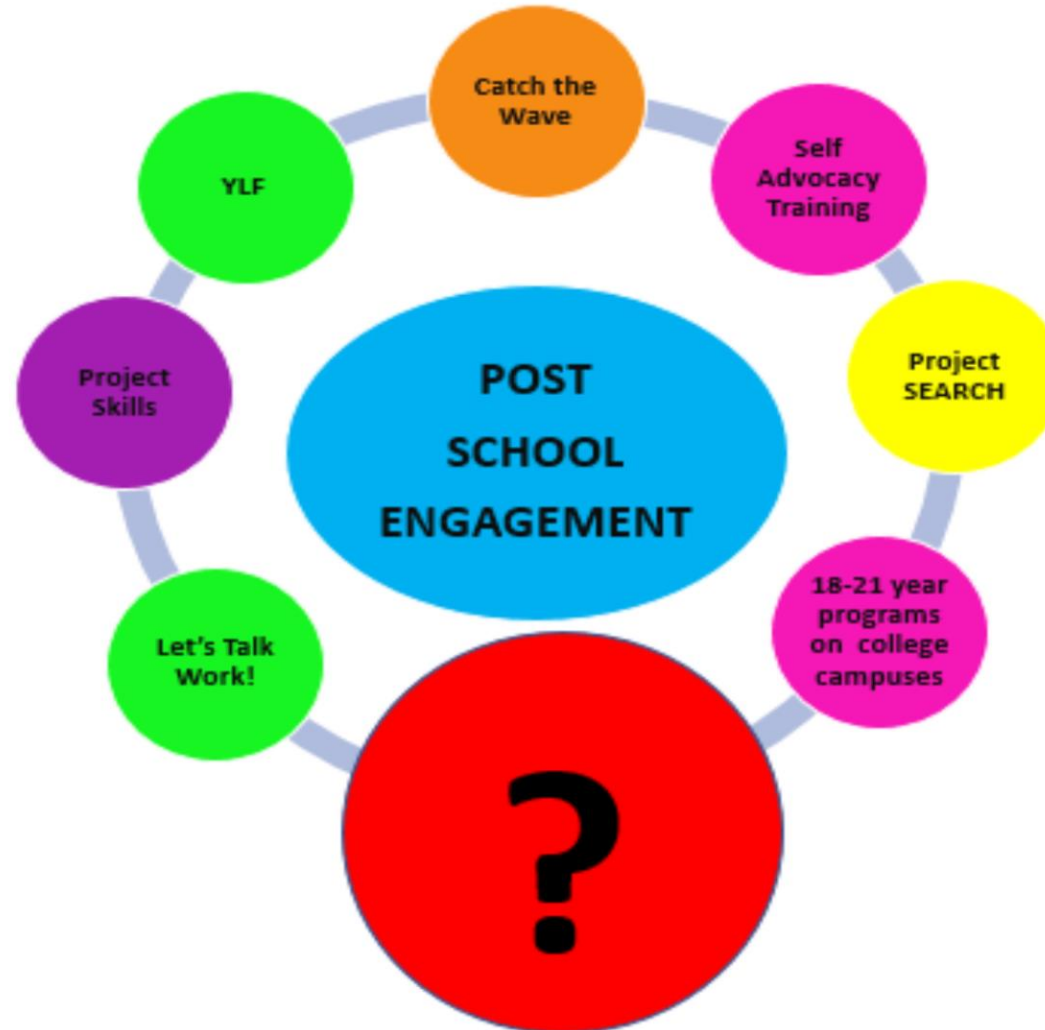 Catch the
Wave
Self
Advocacy
Training
Project
SEARCH
18-21 year
programs
on college
campuses
?
Let's Talk
Work!
Project
Skills
YLF
POST
SCHOOL
ENGAGEMENT